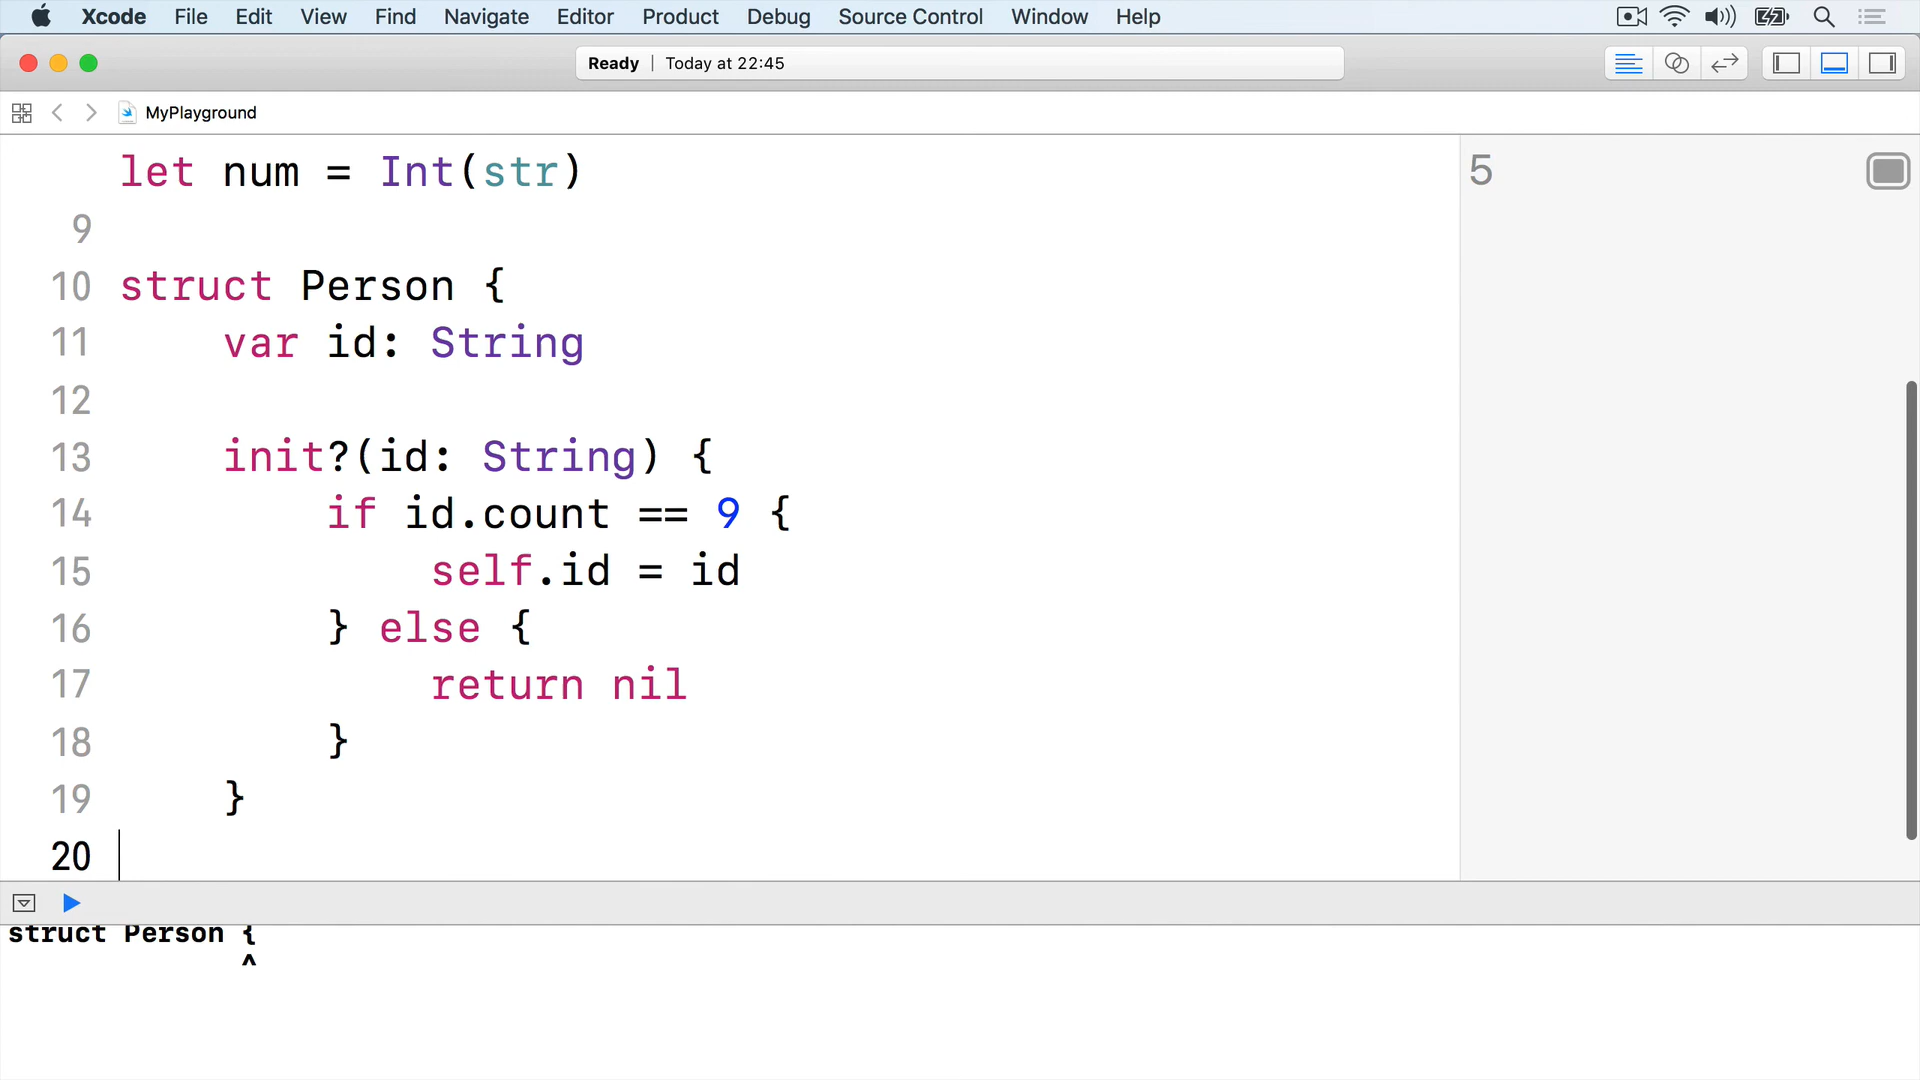 Xcode File Edit View Find Navigate Editor Product Debug Source Control Window Help
Ready | Today at 22:45
MyPlayground
let num = Int(str) 5
9
10 struct Person {
11 var id: String
12
13 init?(id: String) {
14 if id.count == 9 {
15 self.id = id
16 } else {
17 return nil
18 }
19 }
20
struct Person {
^